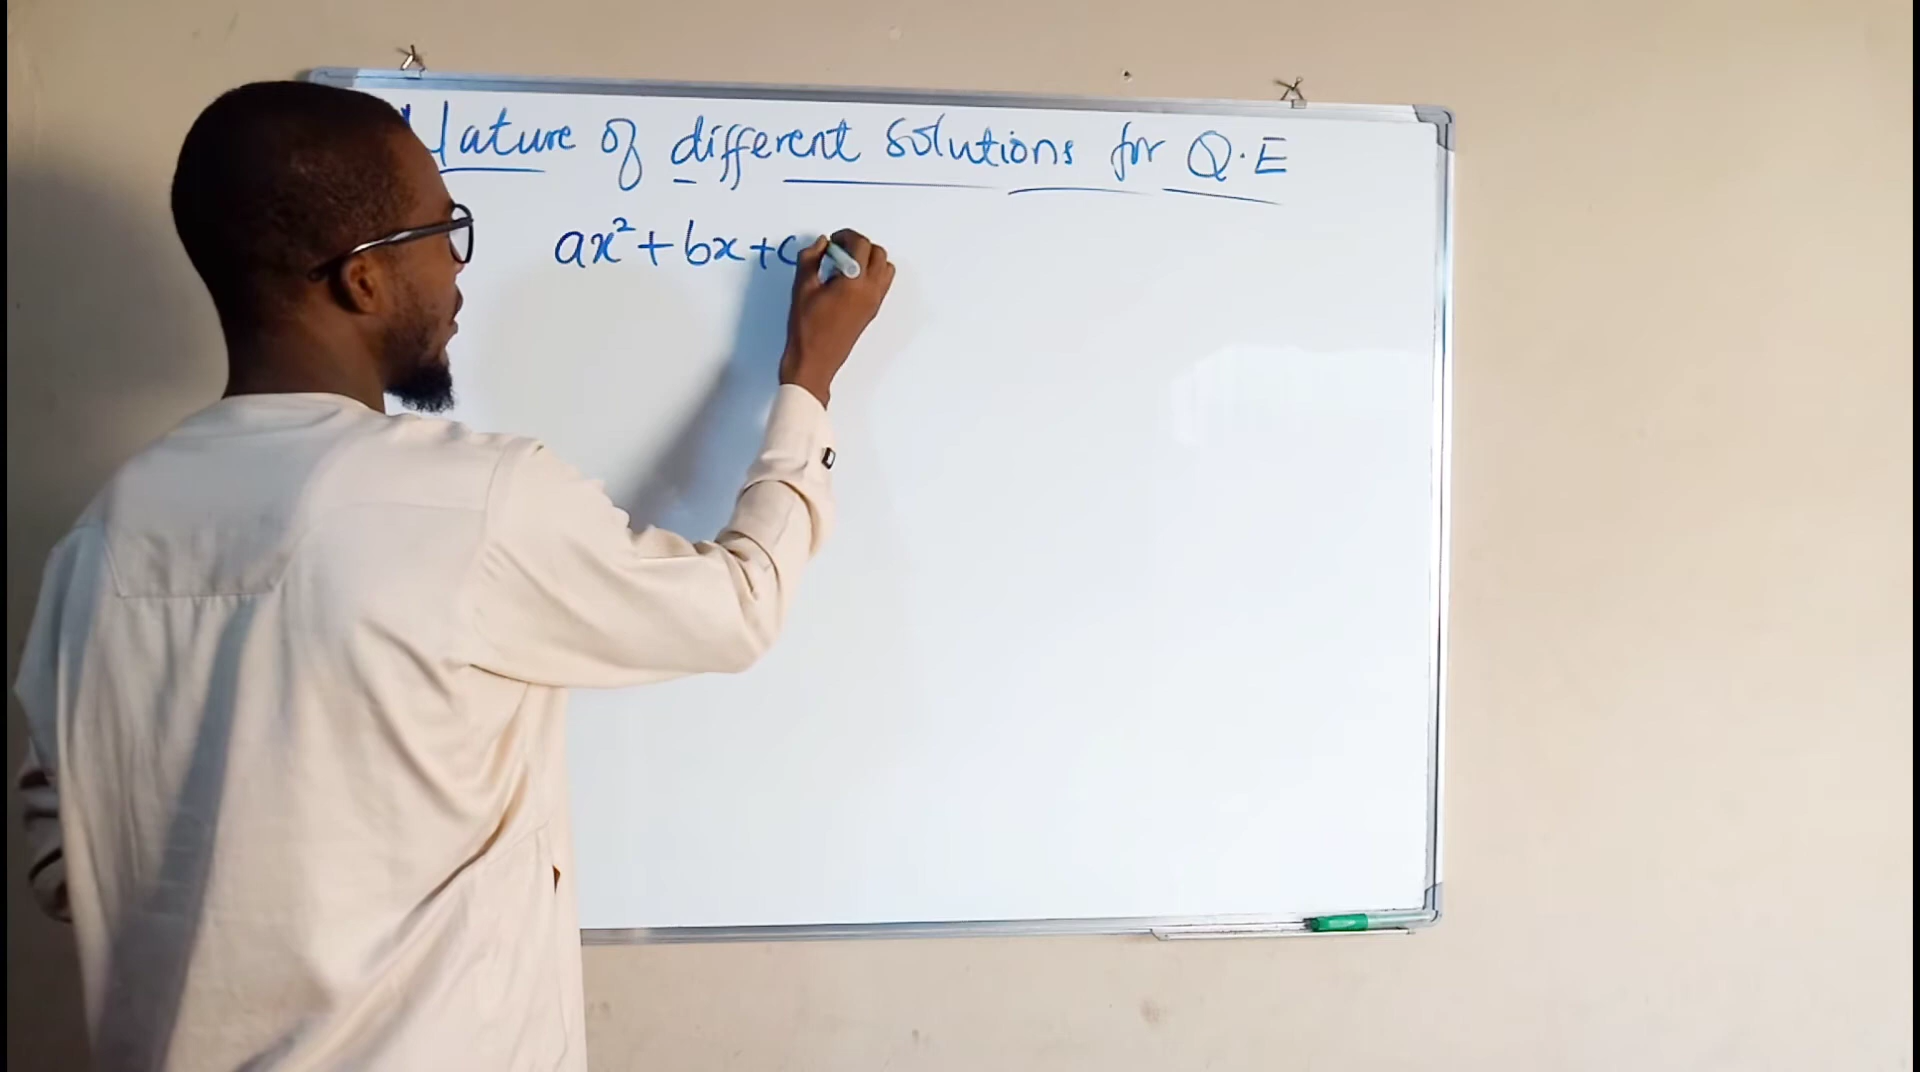 Nature of different solutions for Q.E
ax²+bx+c